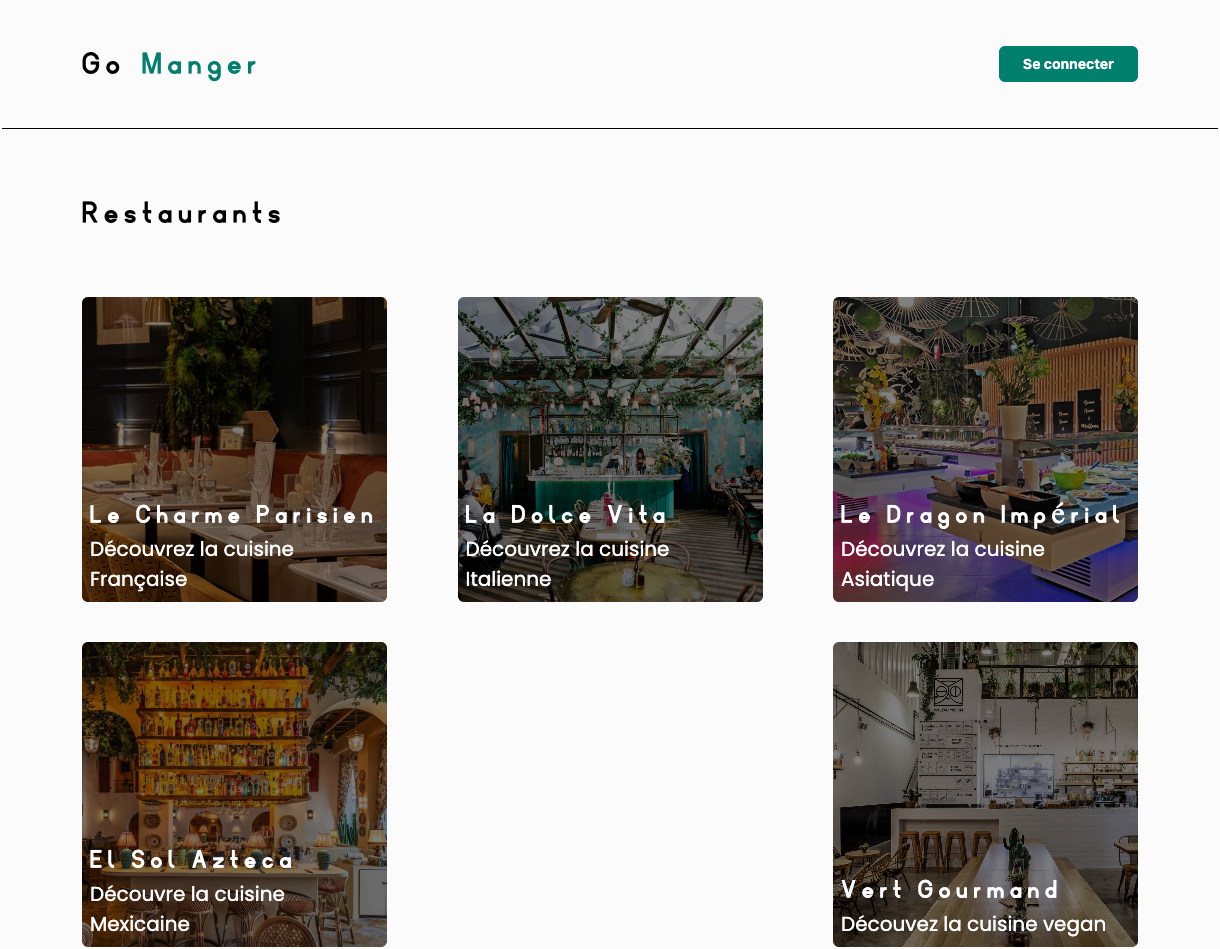 Go Manger
Se connecter
Restaurants
Le Charme Parisien
Découvrez la cuisine
Française
La Dolce Vita
Découvrez la cuisine
Italienne
Le Dragon Impérial
Découvrez la cuisine
Asiatique
El Sol Azteca
Découvre la cuisine
Mexicaine
Vert Gourmand
Découvez la cuisine vegan